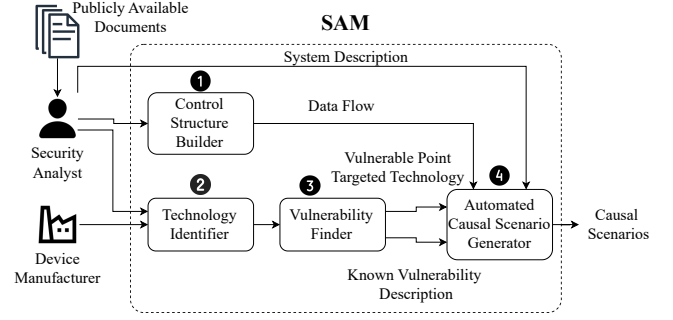 Publicly Available
Documents
SAM
System Description
1
Control
Structure
Builder
Data Flow
Security
Analyst
Vulnerable Point
Targeted Technology
2
Technology
Identifier
3
Vulnerability
Finder
4
Automated
Causal Scenario
Generator
Causal
Scenarios
Device
Manufacturer
Known Vulnerability
Description